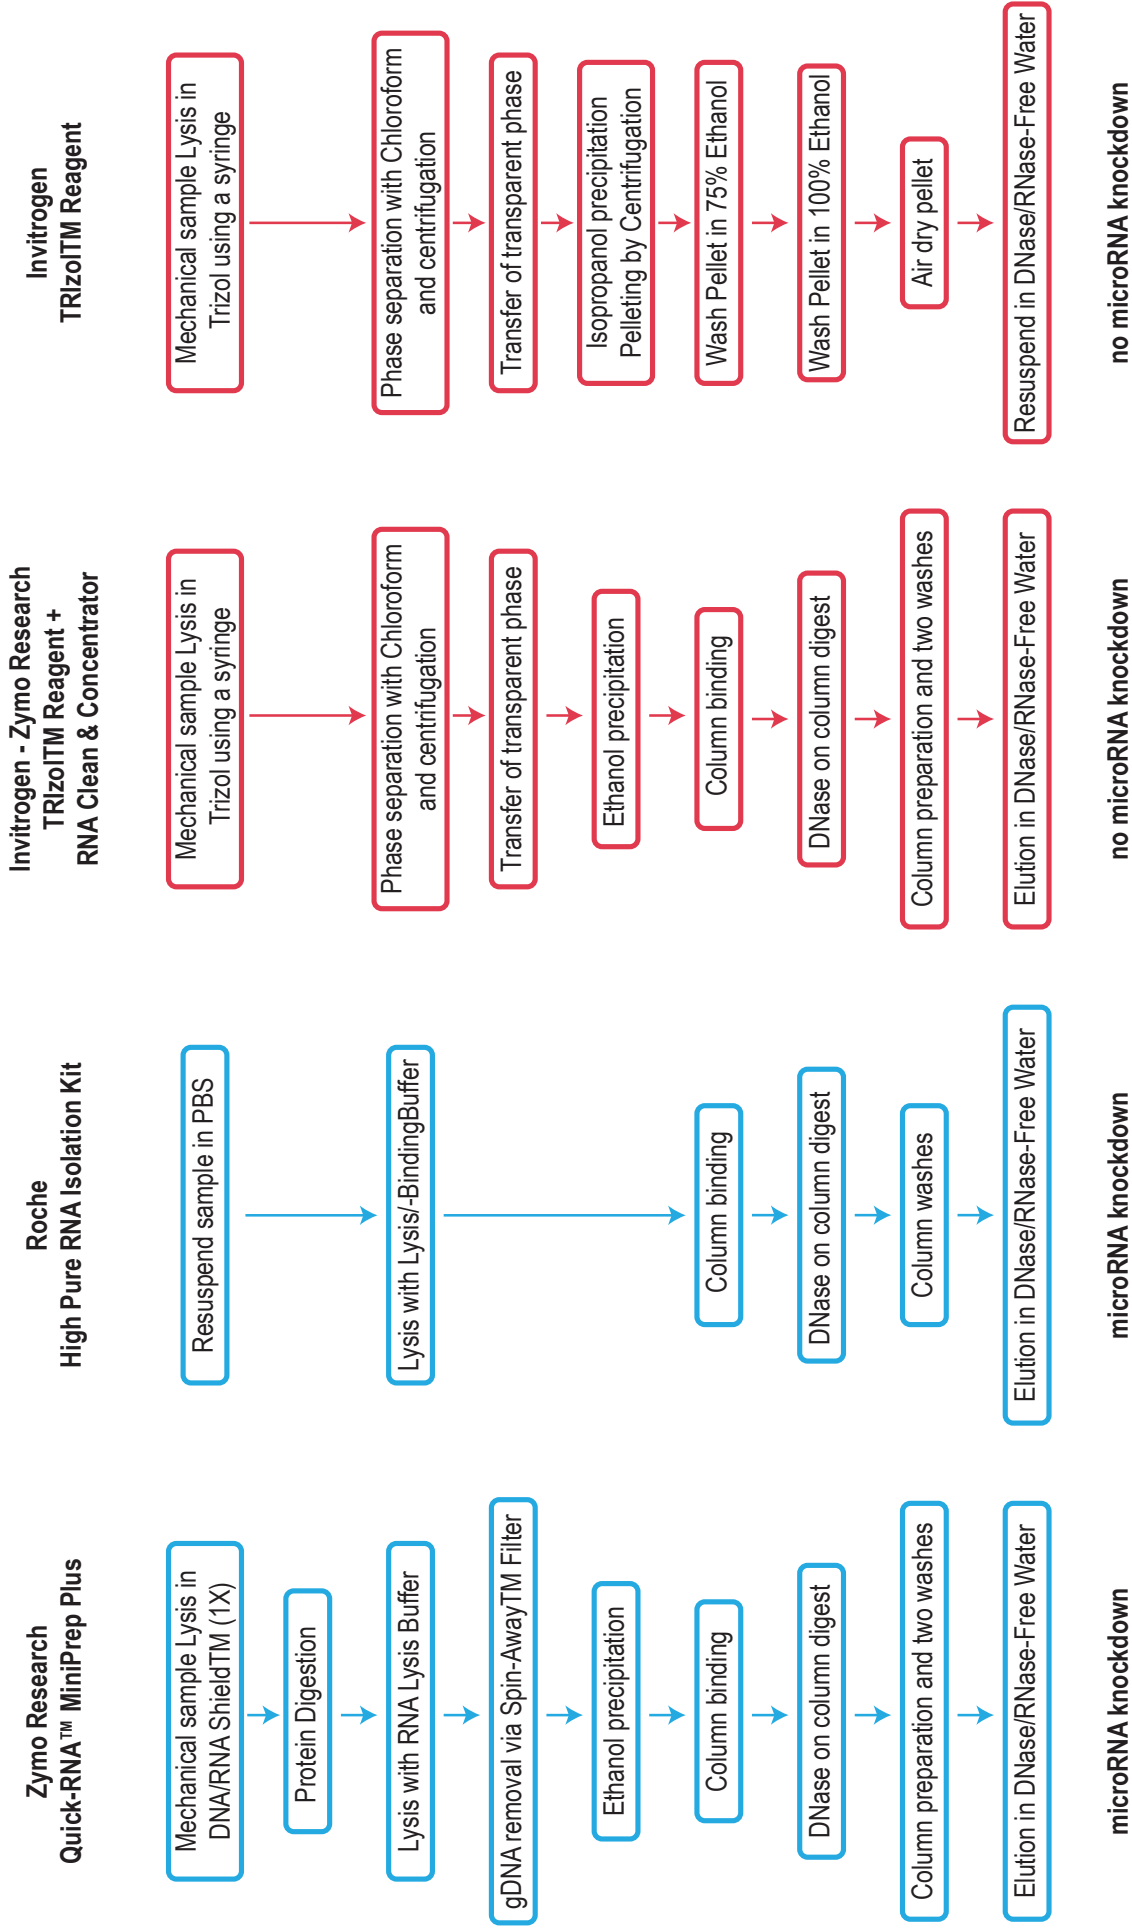 Zymo Research
Quick-RNA™ MiniPrep Plus
Mechanical sample Lysis in
DNA/RNA ShieldTM (1X)
Protein Digestion
Lysis with RNA Lysis Buffer
gDNA removal via Spin-AwayTM Filter
Ethanol precipitation
Column binding
DNase on column digest
Column preparation and two washes
Elution in DNase/RNase-Free Water
microRNA knockdown
Roche
High Pure RNA Isolation Kit
Resuspend sample in PBS
Lysis with Lysis/-BindingBuffer
Column binding
DNase on column digest
Column washes
Elution in DNase/RNase-Free Water
microRNA knockdown
Invitrogen - Zymo Research
TRIzolTM Reagent +
RNA Clean & Concentrator
Mechanical sample Lysis in
Trizol using a syringe
Phase separation with Chloroform
and centrifugation
Transfer of transparent phase
Ethanol precipitation
Column binding
DNase on column digest
Column preparation and two washes
Elution in DNase/RNase-Free Water
no microRNA knockdown
Invitrogen
TRIzolTM Reagent
Mechanical sample Lysis in
Trizol using a syringe
Phase separation with Chloroform
and centrifugation
Transfer of transparent phase
Isopropanol precipitation
Pelleting by Centrifugation
Wash Pellet in 75% Ethanol
Wash Pellet in 100% Ethanol
Air dry pellet
Resuspend in DNase/RNase-Free Water
no microRNA knockdown